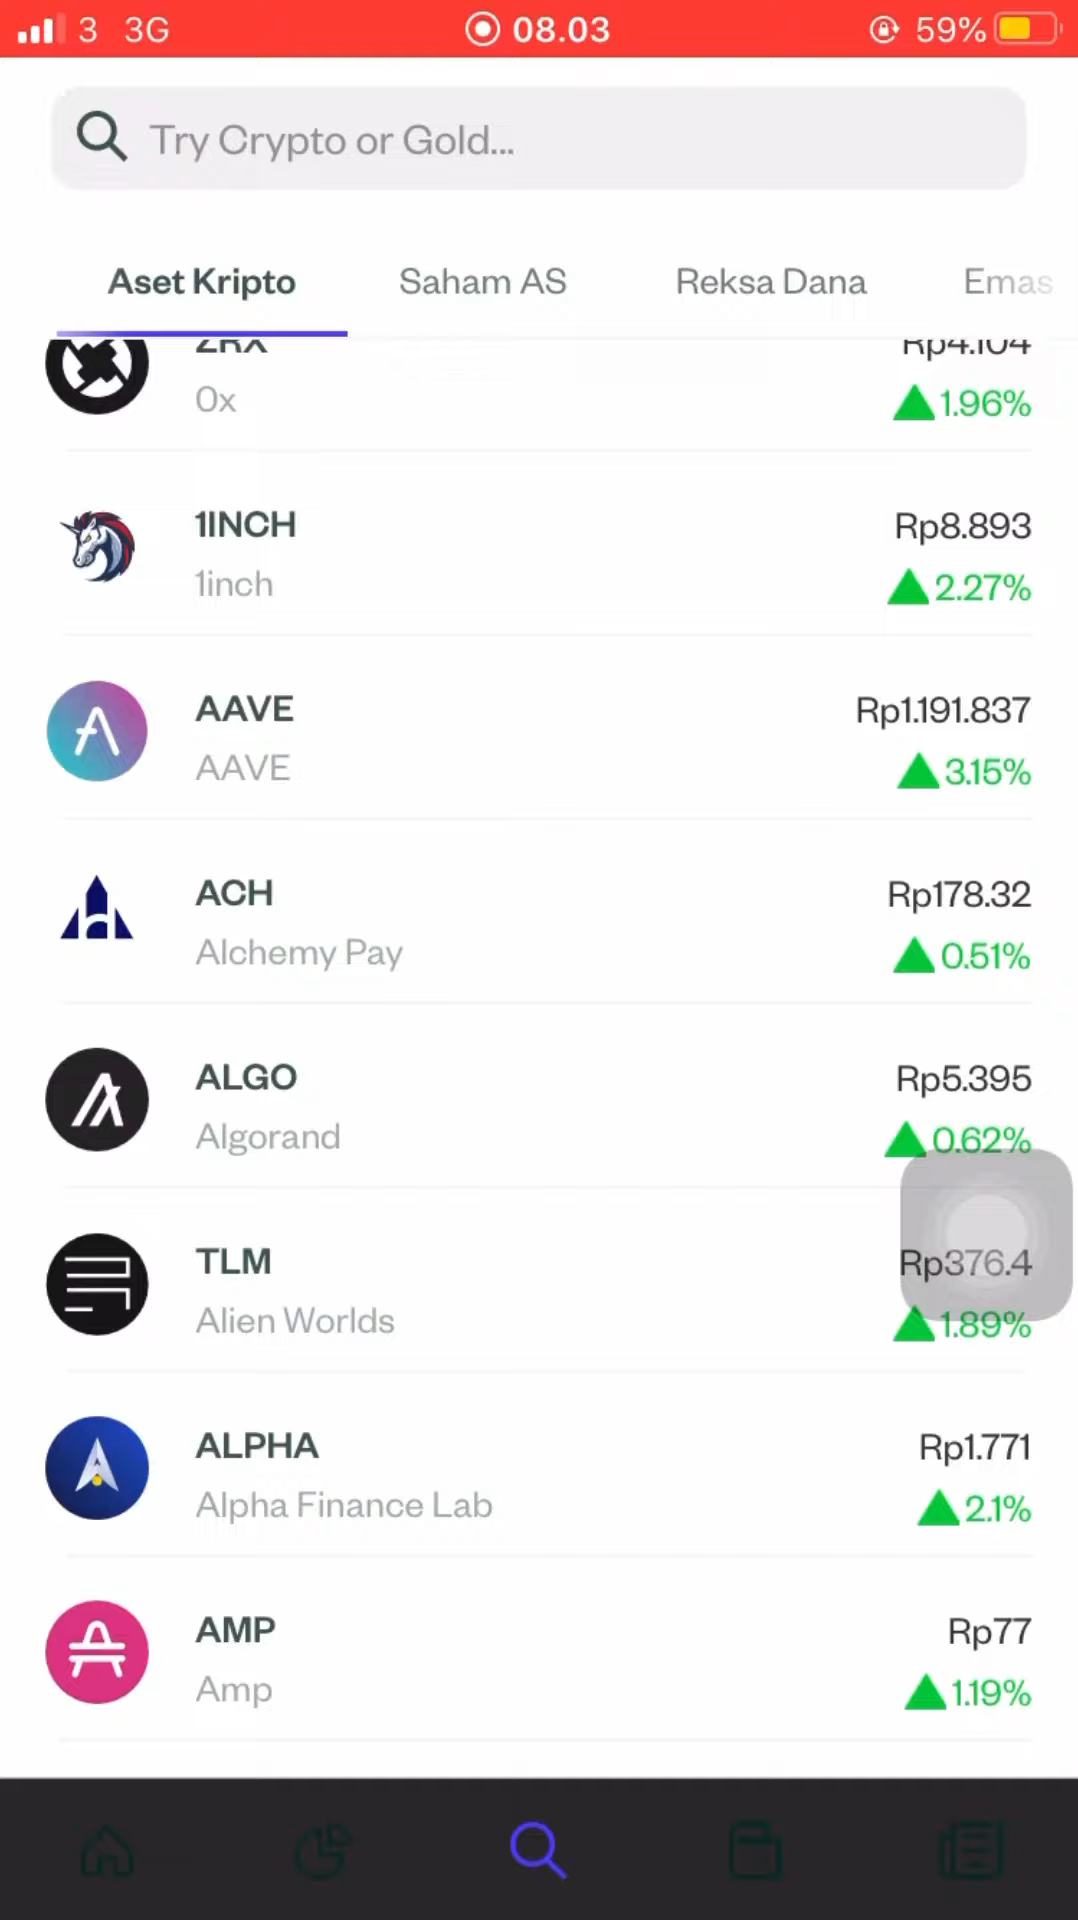 3 3G 08.03 59%
Try Crypto or Gold...
Aset Kripto Saham AS Reksa Dana Emas
ZRX Rp4.104
0x 1.96%
1INCH Rp8.893
1inch 2.27%
AAVE Rp1.191.837
AAVE 3.15%
ACH Rp178.32
Alchemy Pay 0.51%
ALGO Rp5.395
Algorand 0.62%
TLM Rp376.4
Alien Worlds 1.89%
ALPHA Rp1.771
Alpha Finance Lab 2.1%
AMP Rp77
Amp 1.19%